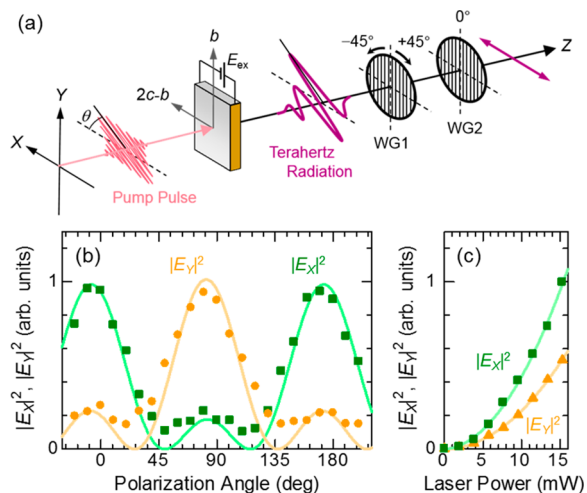 (a)
b
E_ex
2c-b
Y
X
θ
Z
Pump Pulse
Terahertz
Radiation
−45°
+45°
0°
WG1
WG2
(b)
|E_X|², |E_Y|² (arb. units)
1
0
|E_Y|²
|E_X|²
0 45 90 135 180
Polarization Angle (deg)
(c)
|E_X|², |E_Y|² (arb. units)
1
0
|E_X|²
|E_Y|²
0 5 10 15
Laser Power (mW)